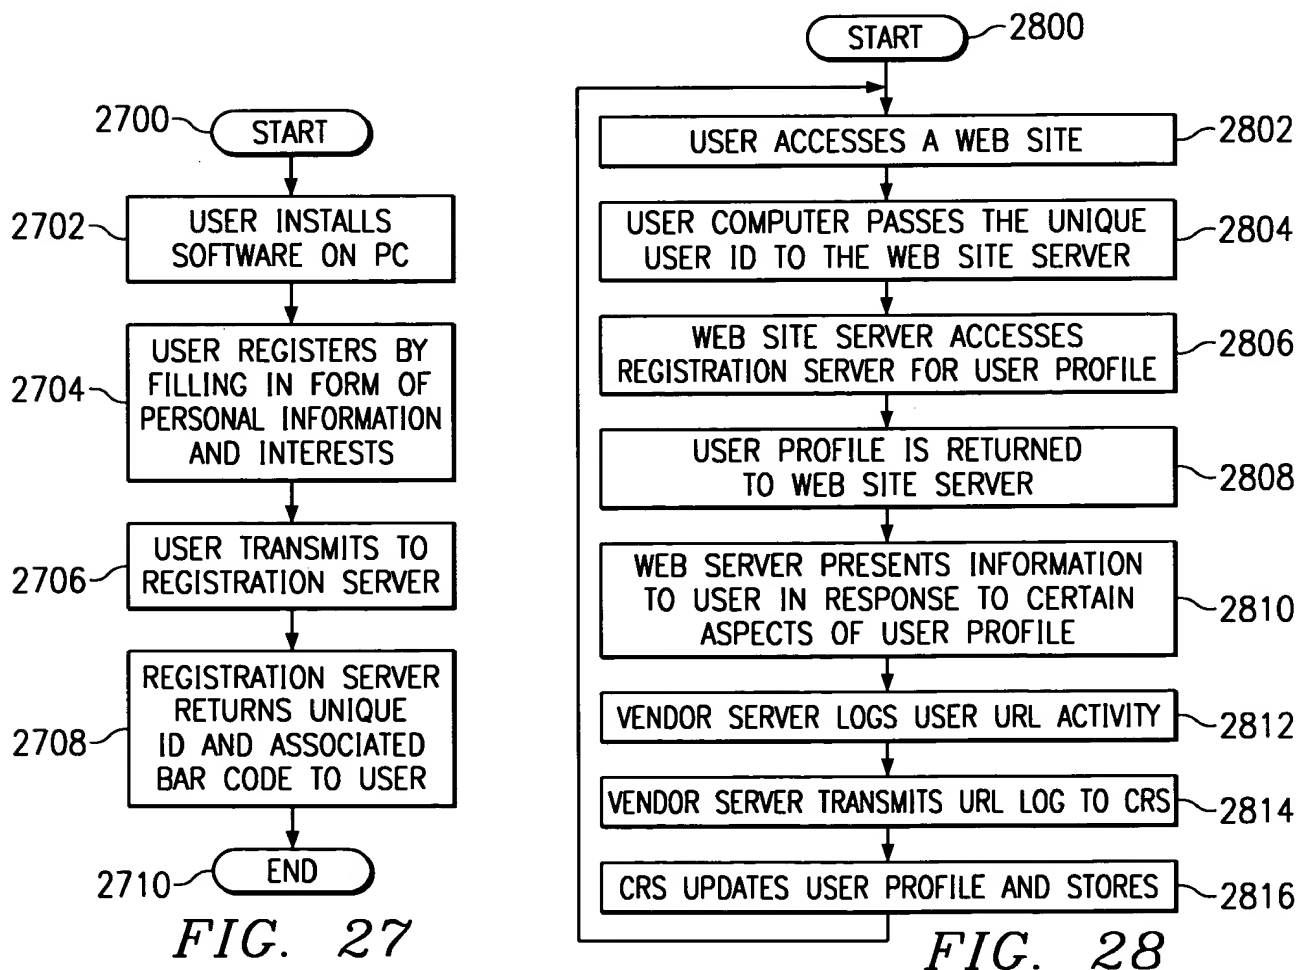 2700
START
2702
USER INSTALLS
SOFTWARE ON PC
2704
USER REGISTERS BY
FILLING IN FORM OF
PERSONAL INFORMATION
AND INTERESTS
2706
USER TRANSMITS TO
REGISTRATION SERVER
2708
REGISTRATION SERVER
RETURNS UNIQUE
ID AND ASSOCIATED
BAR CODE TO USER
2710
END
FIG. 27
START
2800
USER ACCESSES A WEB SITE
2802
USER COMPUTER PASSES THE UNIQUE
USER ID TO THE WEB SITE SERVER
2804
WEB SITE SERVER ACCESSES
REGISTRATION SERVER FOR USER PROFILE
2806
USER PROFILE IS RETURNED
TO WEB SITE SERVER
2808
WEB SERVER PRESENTS INFORMATION
TO USER IN RESPONSE TO CERTAIN
ASPECTS OF USER PROFILE
2810
VENDOR SERVER LOGS USER URL ACTIVITY
2812
VENDOR SERVER TRANSMITS URL LOG TO CRS
2814
CRS UPDATES USER PROFILE AND STORES
2816
FIG. 28